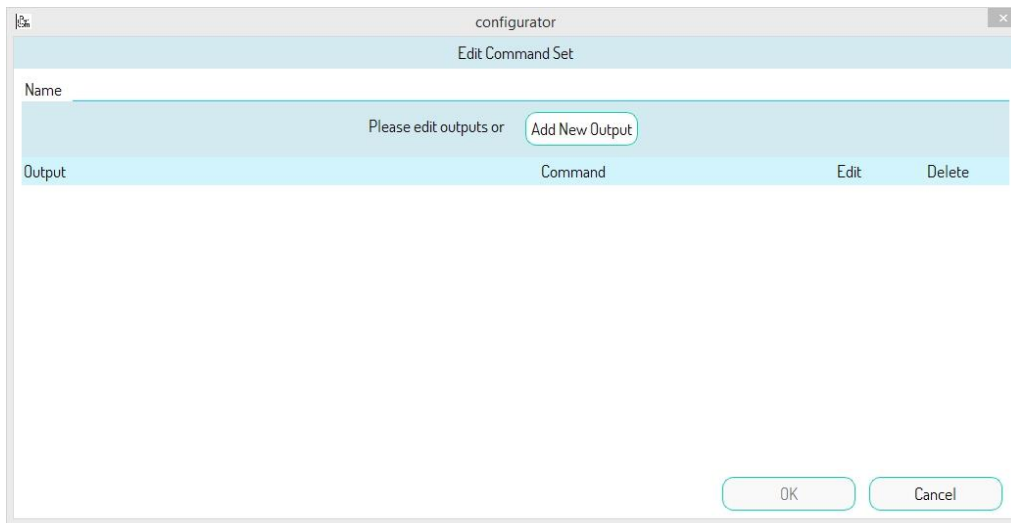 configurator
Edit Command Set
Name
Please edit outputs or Add New Output
Output Command Edit Delete
OK Cancel